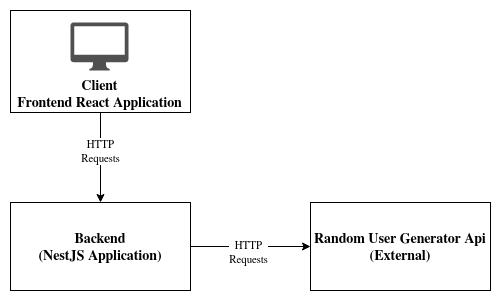 Client
Frontend React Application
HTTP
Requests
Backend
(NestJS Application)
HTTP
Requests
Random User Generator Api
(External)